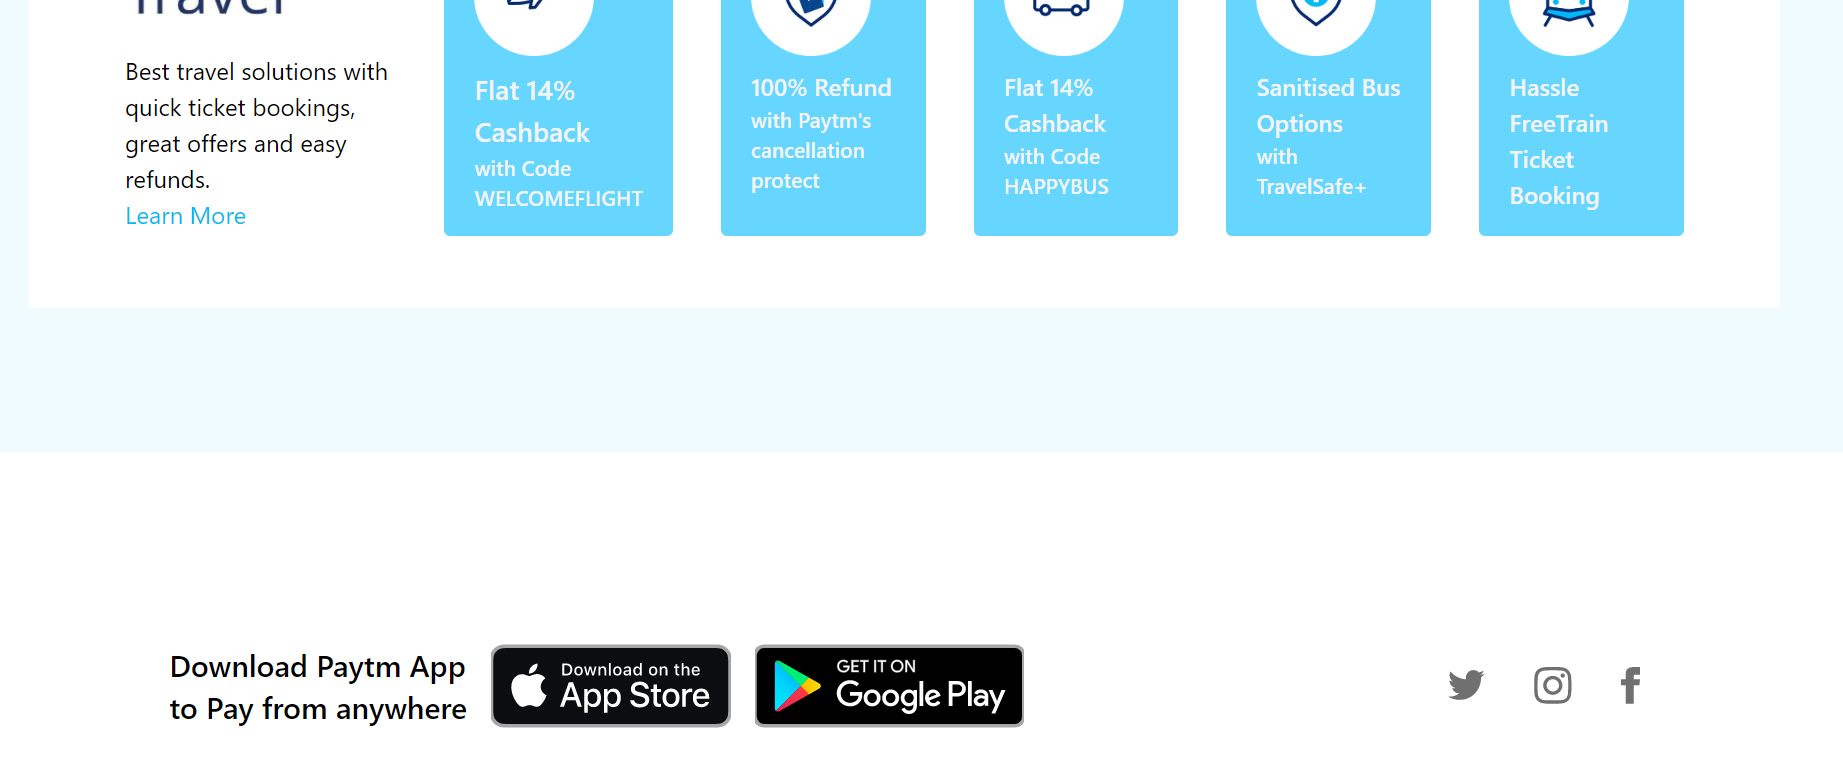 Travel
Best travel solutions with
quick ticket bookings,
great offers and easy
refunds.
Learn More
Flat 14%
Cashback
with Code
WELCOMEFLIGHT
100% Refund
with Paytm's
cancellation
protect
Flat 14%
Cashback
with Code
HAPPYBUS
Sanitised Bus
Options
with
TravelSafe+
Hassle
FreeTrain
Ticket
Booking
Download Paytm App
to Pay from anywhere
Download on the
App Store
GET IT ON
Google Play